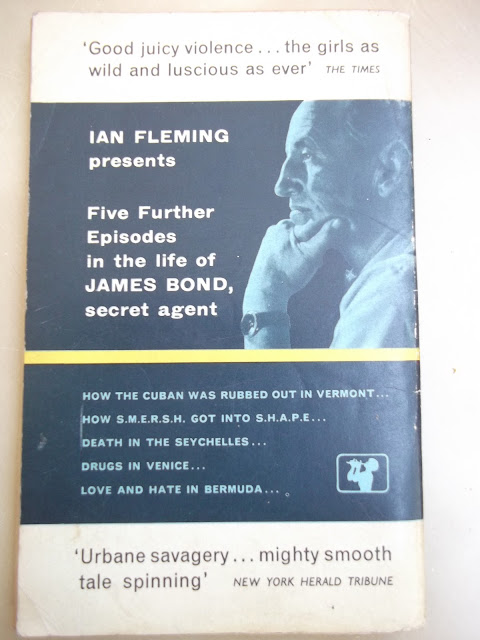 'Good juicy violence... the girls as
wild and luscious as ever' THE TIMES
IAN FLEMING
presents
Five Further
Episodes
in the life of
JAMES BOND,
secret agent
HOW THE CUBAN WAS RUBBED OUT IN VERMONT...
HOW S.M.E.R.S.H. GOT INTO S.H.A.P.E...
DEATH IN THE SEYCHELLES...
DRUGS IN VENICE...
LOVE AND HATE IN BERMUDA...
'Urbane savagery... mighty smooth
tale spinning' NEW YORK HERALD TRIBUNE